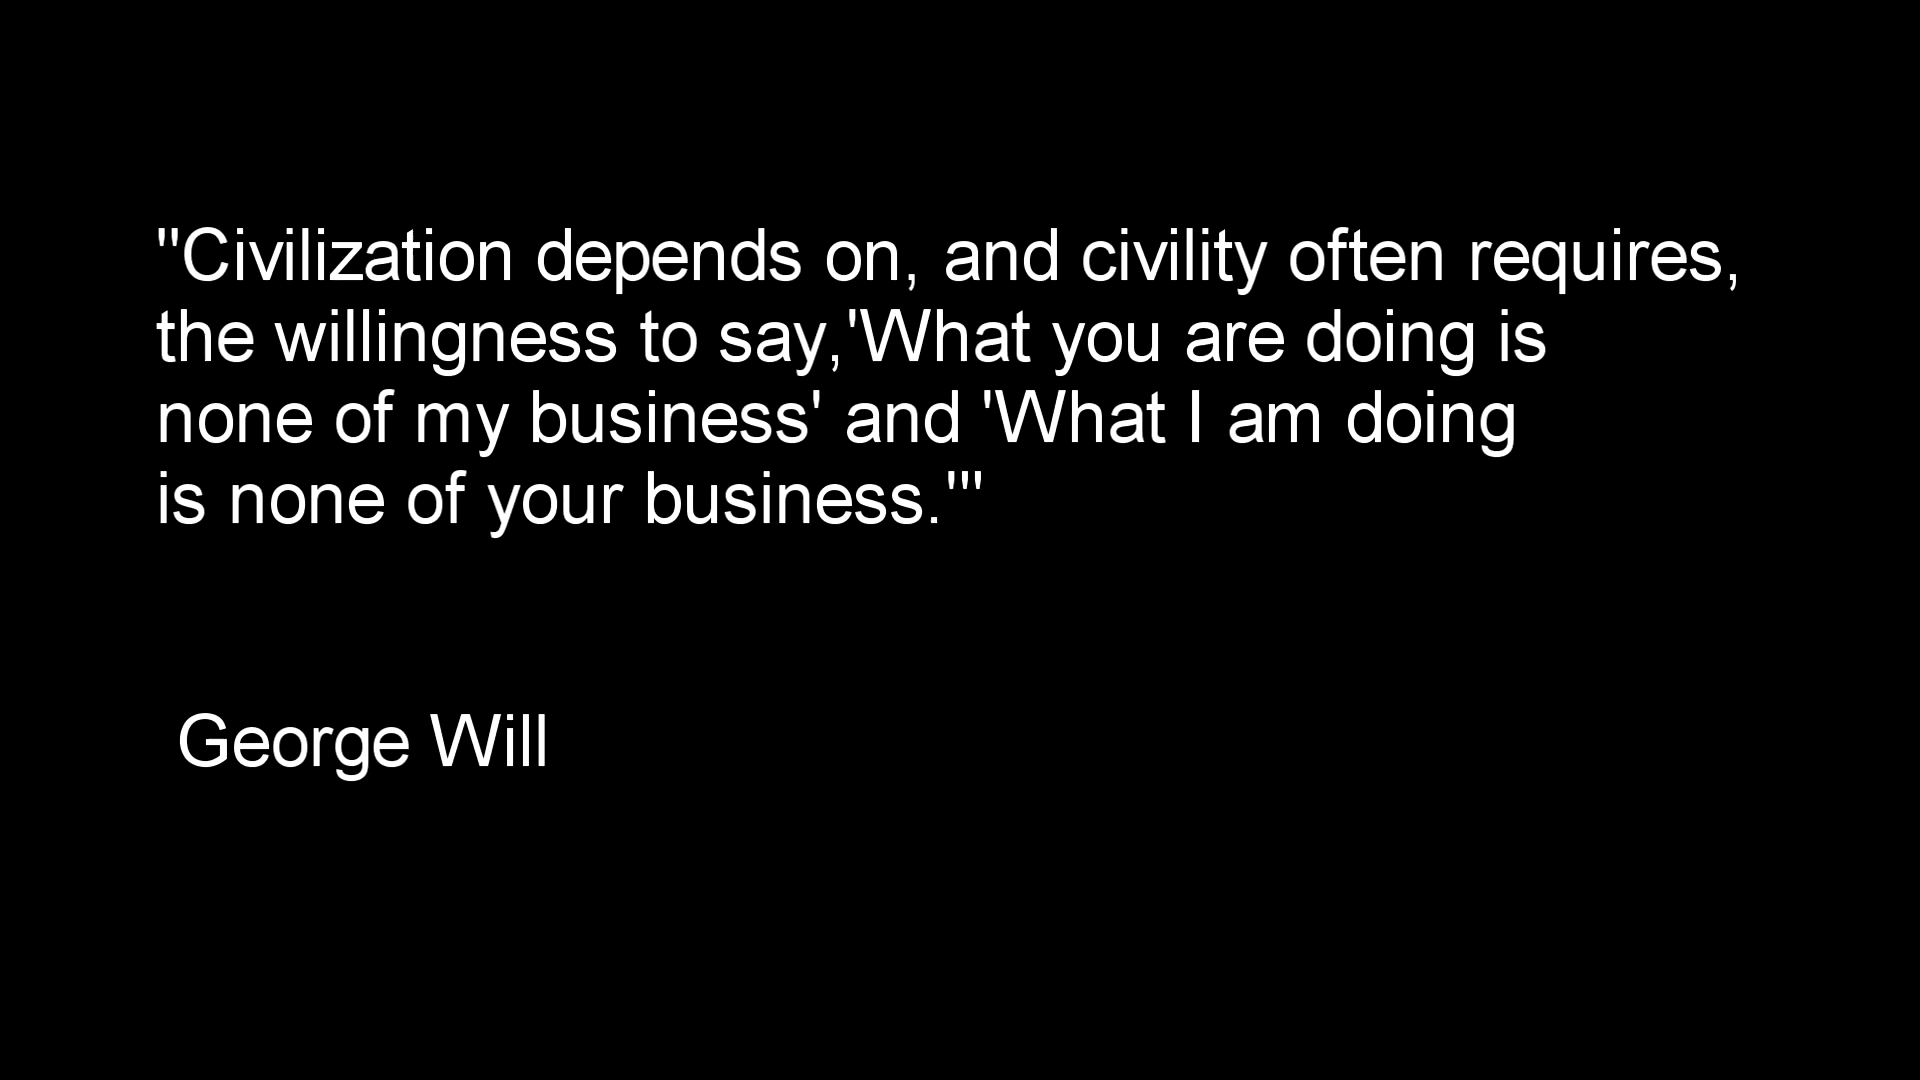 "Civilization depends on, and civility often requires,
the willingness to say,'What you are doing is
none of my business' and 'What I am doing
is none of your business.'"
George Will